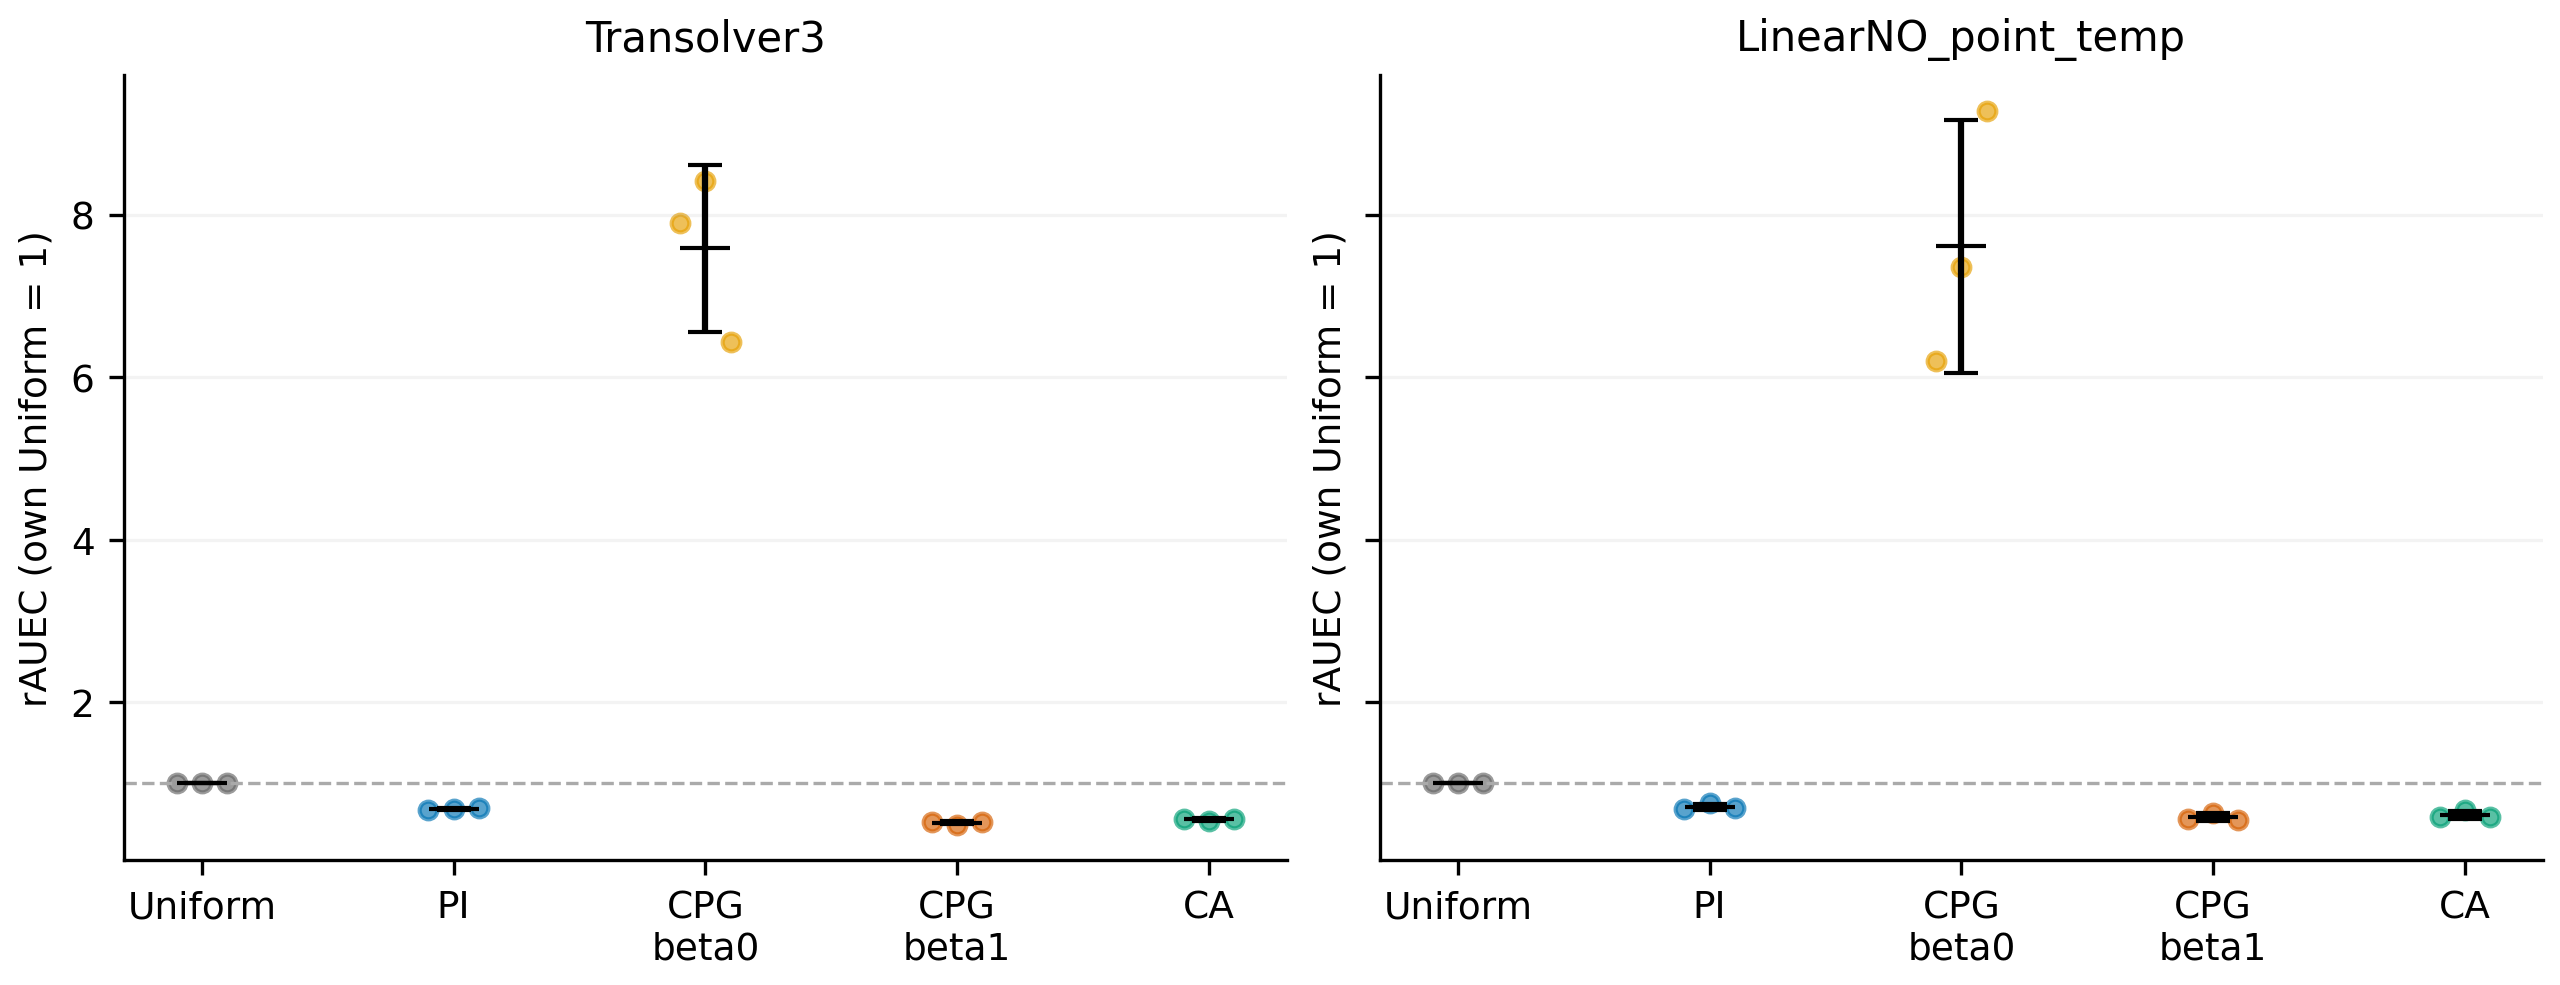 Transolver3
rAUEC (own Uniform = 1)
8
6
4
2
Uniform
PI
CPG
beta0
CPG
beta1
CA
LinearNO_point_temp
rAUEC (own Uniform = 1)
Uniform
PI
CPG
beta0
CPG
beta1
CA